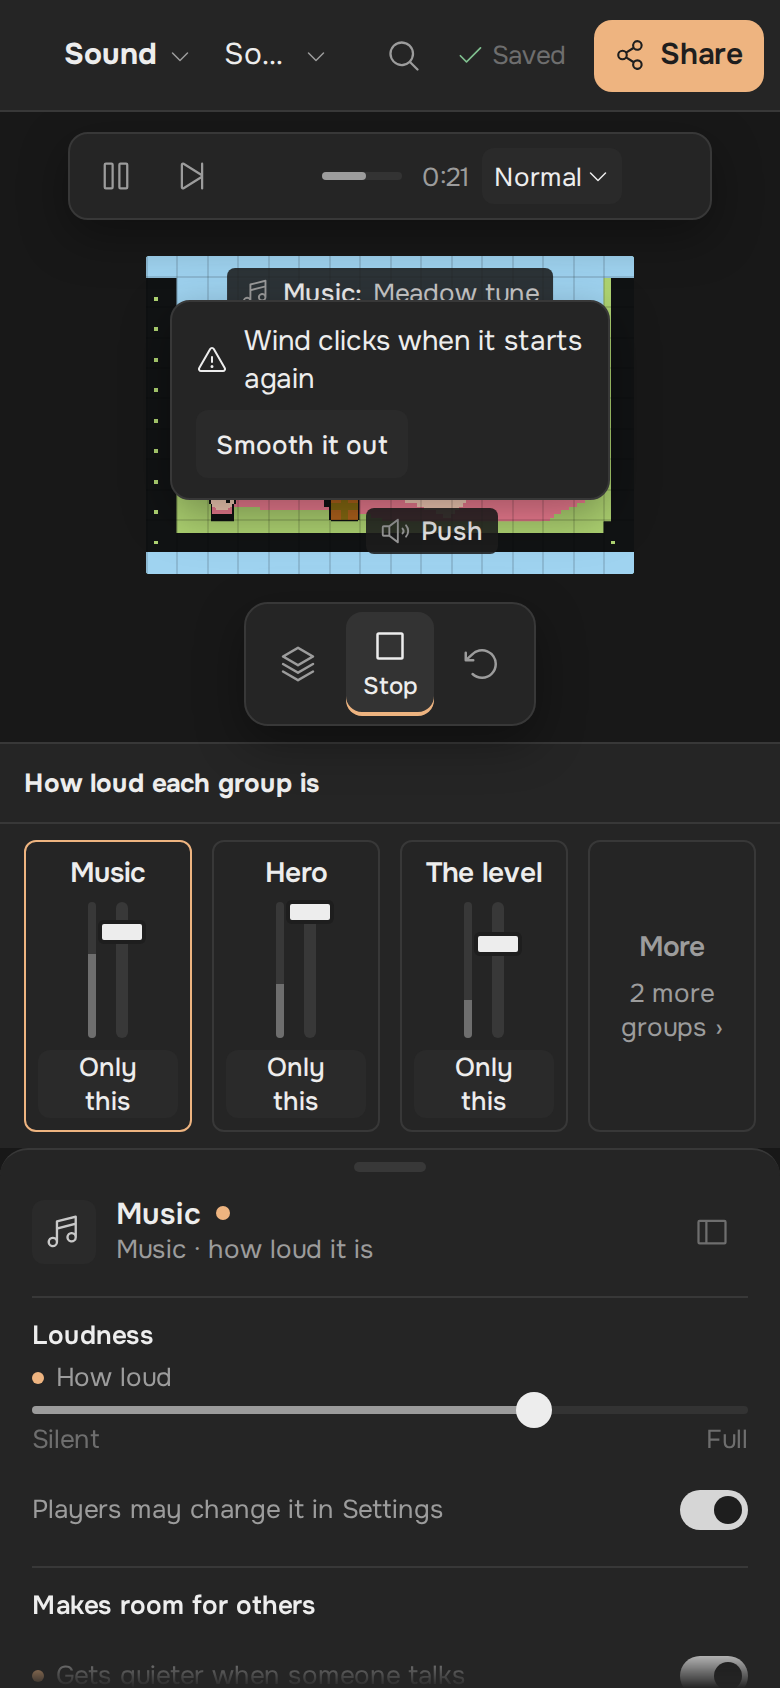 Sound So... Saved Share
0:21 Normal
Music: Meadow tune
Wind clicks when it starts
again
Smooth it out
Push
Stop
How loud each group is
Music Hero The level
More
2 more
groups ›
Only Only Only
this this this
Music
Music · how loud it is
Loudness
How loud
Silent Full
Players may change it in Settings
Makes room for others
Gets quieter when someone talks